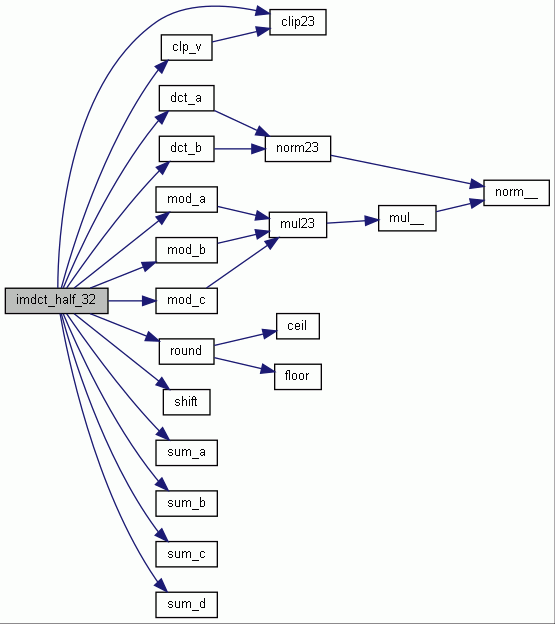 clip23
clp_v
dct_a
dct_b
norm23
norm__
mod_a
mul23
mul__
mod_b
imdct_half_32
mod_c
ceil
round
floor
shift
sum_a
sum_b
sum_c
sum_d